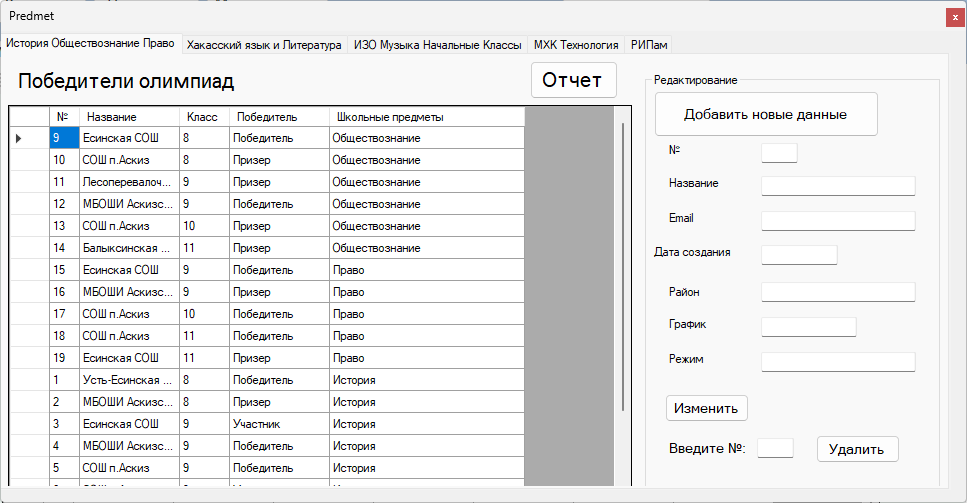 Predmet
История Обществознание Право Хакасский язык и Литература ИЗО Музыка Начальные Классы МХК Технология РИПам
Победители олимпиад Отчет
№ Название Класс Победитель Школьные предметы
9 Есинская СОШ 8 Победитель Обществознание
10 СОШ п.Аскиз 8 Призер Обществознание
11 Лесоперевалоч... 9 Призер Обществознание
12 МБОШИ Аскизс... 9 Победитель Обществознание
13 СОШ п.Аскиз 10 Призер Обществознание
14 Балыксинская ... 11 Призер Обществознание
15 Есинская СОШ 9 Победитель Право
16 МБОШИ Аскизс... 9 Призер Право
17 СОШ п.Аскиз 10 Победитель Право
18 СОШ п.Аскиз 11 Победитель Право
19 Есинская СОШ 11 Призер Право
1 Усть-Есинская ... 8 Победитель История
2 МБОШИ Аскизс... 8 Призер История
3 Есинская СОШ 9 Участник История
4 МБОШИ Аскизс... 9 Победитель История
5 СОШ п.Аскиз 9 Победитель История
Редактирование
Добавить новые данные
№
Название
Email
Дата создания
Район
График
Режим
Изменить
Введите №: Удалить